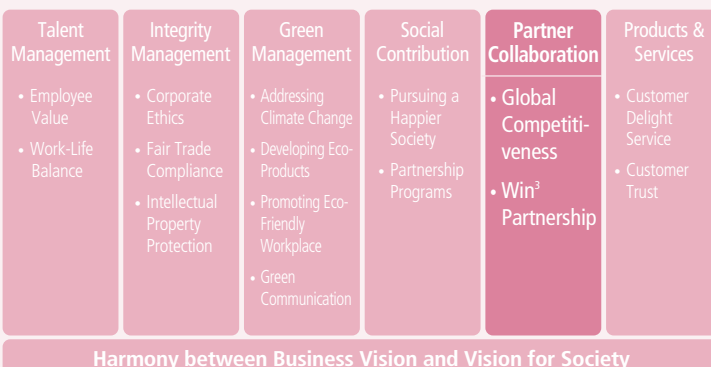 Talent
Management
• Employee
Value
• Work-Life
Balance
Integrity
Management
• Corporate
Ethics
• Fair Trade
Compliance
• Intellectual
Property
Protection
Green
Management
• Addressing
Climate Change
• Developing Eco-
Products
• Promoting Eco-
Friendly
Workplace
• Green
Communication
Social
Contribution
• Pursuing a
Happier
Society
• Partnership
Programs
Partner
Collaboration
• Global
Competiti-
veness
• Win³
Partnership
Products &
Services
• Customer
Delight
Service
• Customer
Trust
Harmony between Business Vision and Vision for Society